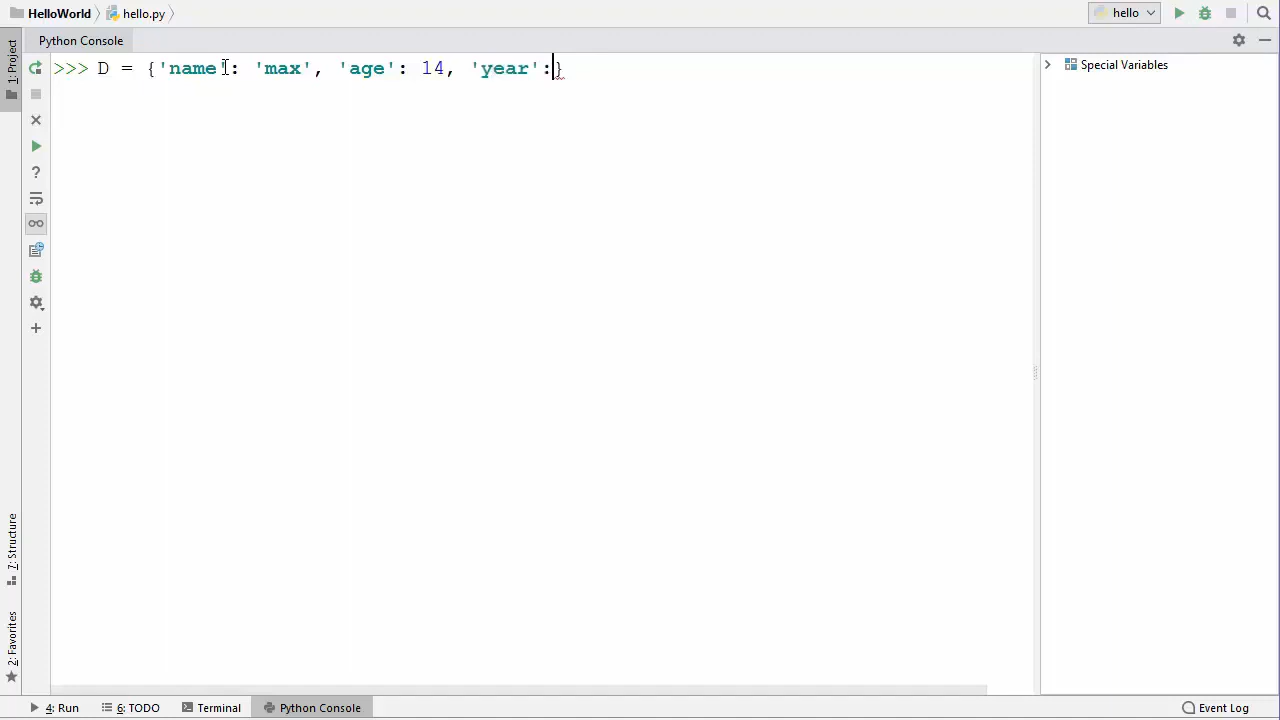 HelloWorld hello.py hello
Python Console
>>> D = {'name': 'max', 'age': 14, 'year':}
Special Variables
1: Project
7: Structure
2: Favorites
4: Run 6: TODO Terminal Python Console Event Log